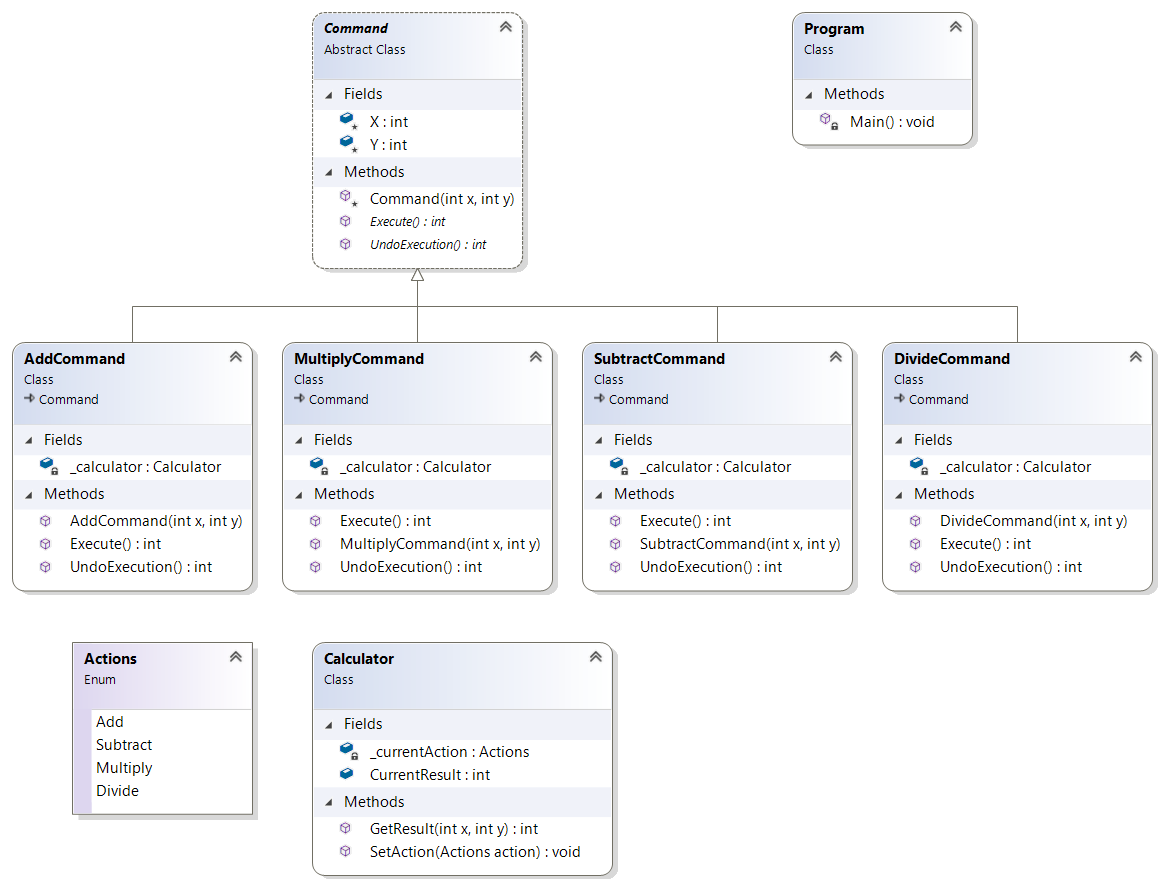 Command
Abstract Class
Fields
X : int
Y : int
Methods
Command(int x, int y)
Execute() : int
UndoExecution() : int
Program
Class
Methods
Main() : void
AddCommand
Class
Command
Fields
_calculator : Calculator
Methods
AddCommand(int x, int y)
Execute() : int
UndoExecution() : int
MultiplyCommand
Class
Command
Fields
_calculator : Calculator
Methods
Execute() : int
MultiplyCommand(int x, int y)
UndoExecution() : int
SubtractCommand
Class
Command
Fields
_calculator : Calculator
Methods
Execute() : int
SubtractCommand(int x, int y)
UndoExecution() : int
DivideCommand
Class
Command
Fields
_calculator : Calculator
Methods
DivideCommand(int x, int y)
Execute() : int
UndoExecution() : int
Actions
Enum
Add
Subtract
Multiply
Divide
Calculator
Class
Fields
_currentAction : Actions
CurrentResult : int
Methods
GetResult(int x, int y) : int
SetAction(Actions action) : void